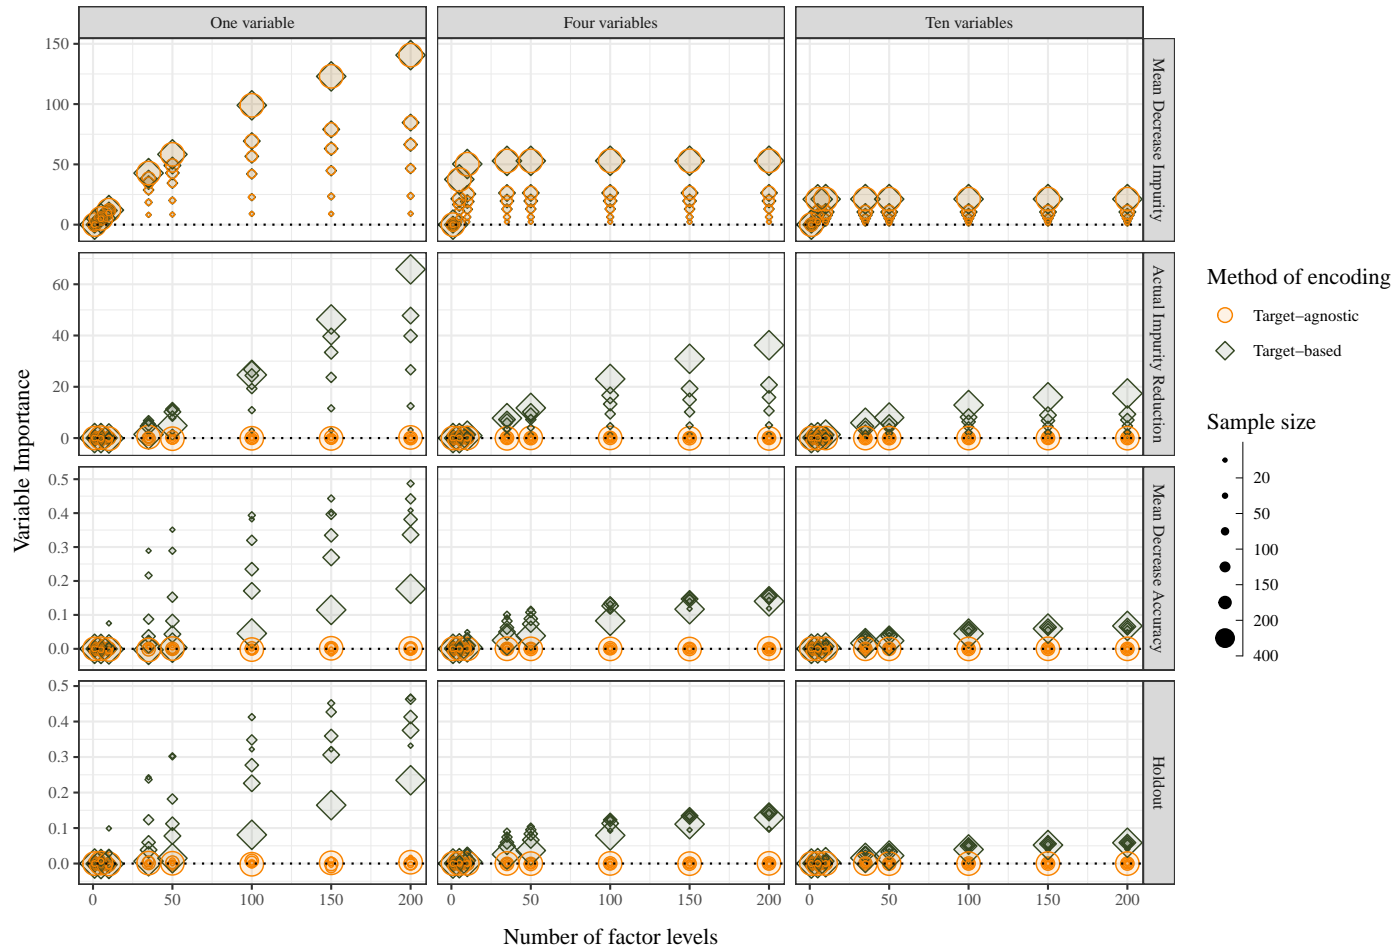 One variable
Four variables
Ten variables
Variable Importance
150
100
50
0
Mean Decrease Impurity
60
40
20
0
Actual Impurity Reduction
0.5
0.4
0.3
0.2
0.1
0.0
Mean Decrease Accuracy
0.5
0.4
0.3
0.2
0.1
0.0
Holdout
0 50 100 150 200
0 50 100 150 200
0 50 100 150 200
Number of factor levels
Method of encoding
Target−agnostic
Target−based
Sample size
20
50
100
150
200
400